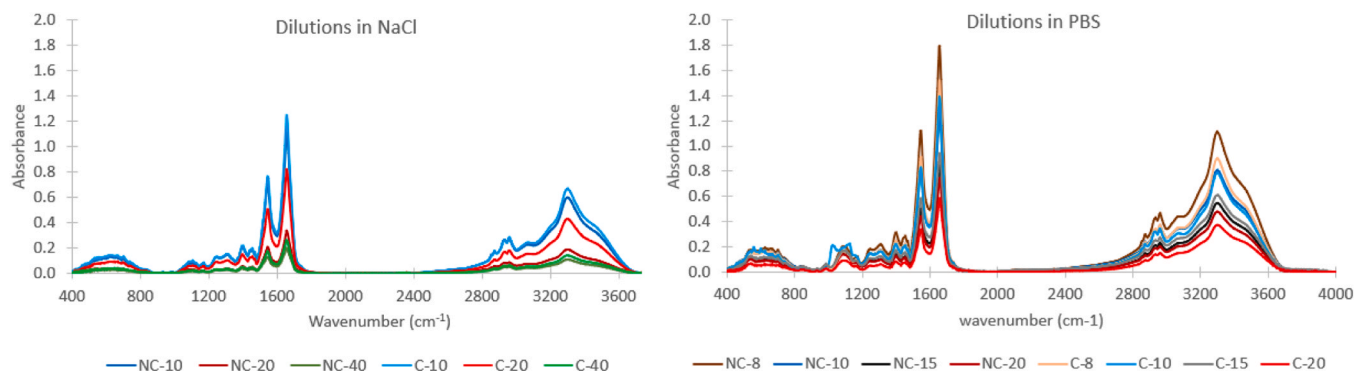 Dilutions in NaCl
Absorbance
2.0
1.8
1.6
1.4
1.2
1.0
0.8
0.6
0.4
0.2
0.0
400 800 1200 1600 2000 2400 2800 3200 3600
Wavenumber (cm⁻¹)
NC-10 NC-20 NC-40 C-10 C-20 C-40
Dilutions in PBS
Absorbance
2.0
1.8
1.6
1.4
1.2
1.0
0.8
0.6
0.4
0.2
0.0
400 800 1200 1600 2000 2400 2800 3200 3600 4000
wavenumber (cm-1)
NC-8 NC-10 NC-15 NC-20 C-8 C-10 C-15 C-20